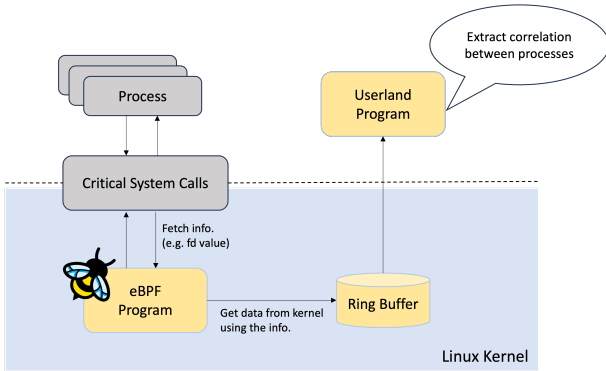 Extract correlation
between processes
Process
Userland
Program
Critical System Calls
Fetch info.
(e.g. fd value)
eBPF
Program
Get data from kernel
using the info.
Ring Buffer
Linux Kernel